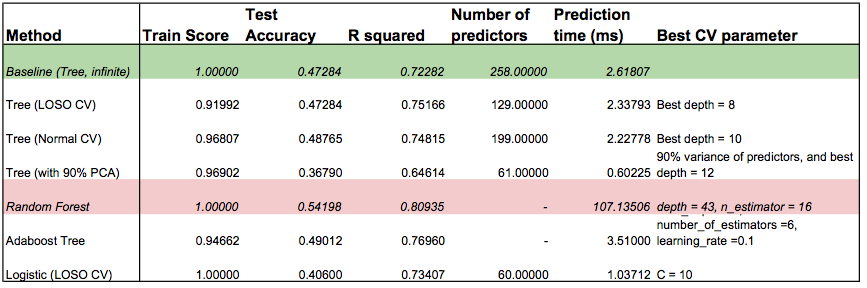 Method Train Score Test Accuracy R squared Number of predictors Prediction time (ms) Best CV parameter
Baseline (Tree, infinite) 1.00000 0.47284 0.72282 258.00000 2.61807
Tree (LOSO CV) 0.91992 0.47284 0.75166 129.00000 2.33793 Best depth = 8
Tree (Normal CV) 0.96807 0.48765 0.74815 199.00000 2.22778 Best depth = 10
Tree (with 90% PCA) 0.96902 0.36790 0.64614 61.00000 0.60225 90% variance of predictors, and best depth = 12
Random Forest 1.00000 0.54198 0.80935 - 107.13506 depth = 43, n_estimator = 16
Adaboost Tree 0.94662 0.49012 0.76960 - 3.51000 number_of_estimators =6, learning_rate =0.1
Logistic (LOSO CV) 1.00000 0.40600 0.73407 60.00000 1.03712 C = 10